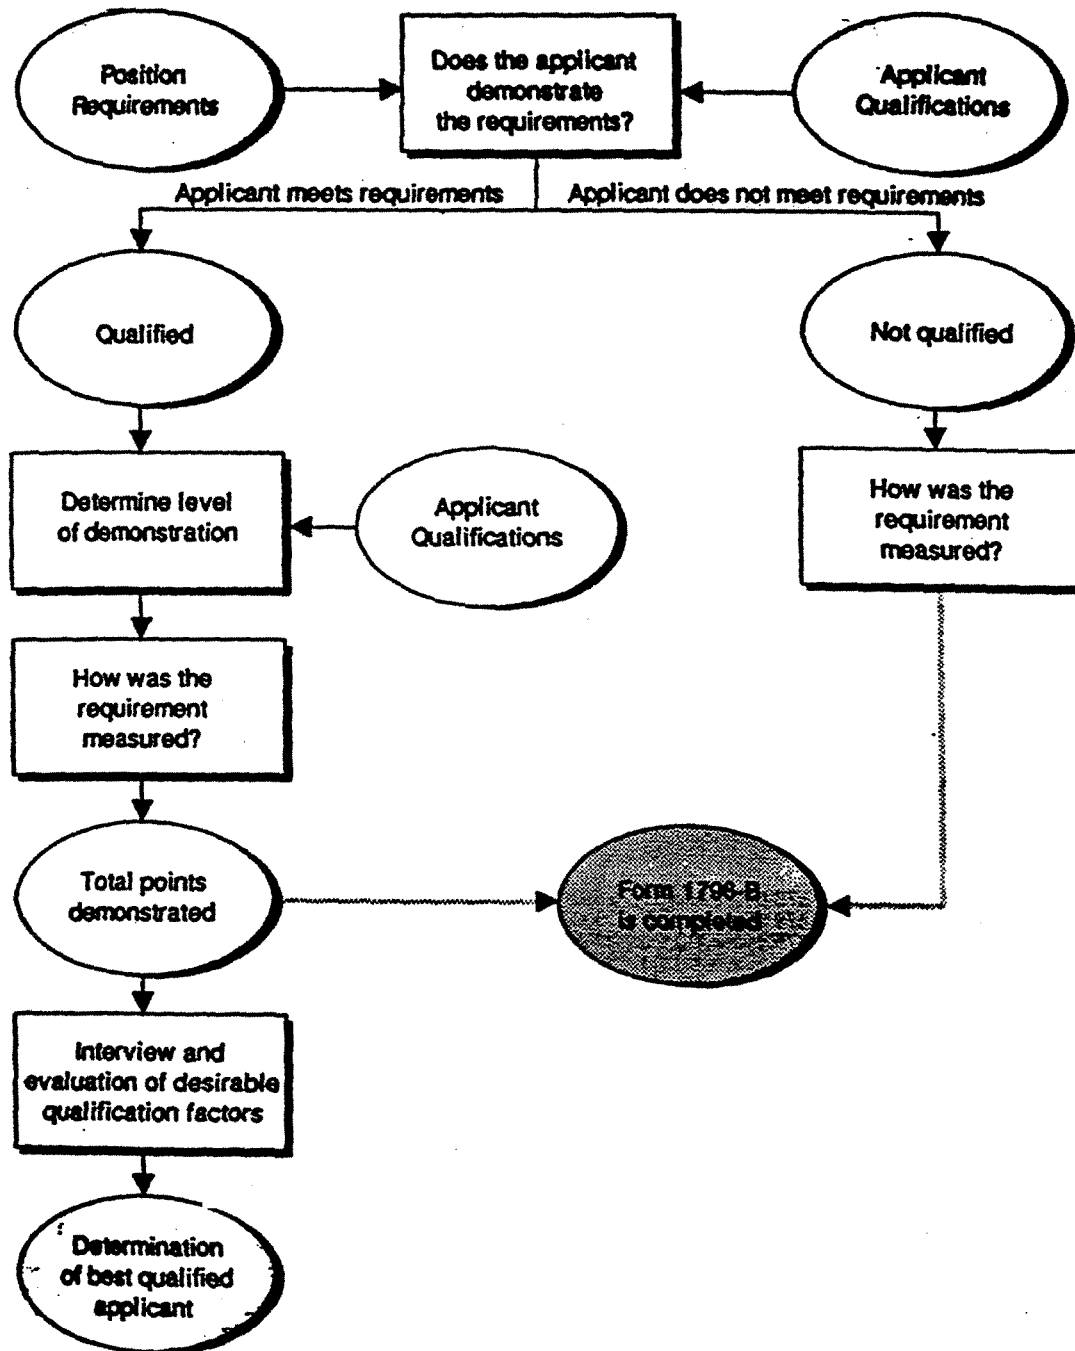 Position
Requirements
Does the applicant
demonstrate
the requirements?
Applicant
Qualifications
Applicant meets requirements
Applicant does not meet requirements
Qualified
Not qualified
Determine level
of demonstration
Applicant
Qualifications
How was the
requirement
measured?
How was the
requirement
measured?
Total points
demonstrated
Form 1796-B
is completed
Interview and
evaluation of desirable
qualification factors
Determination
of best qualified
applicant